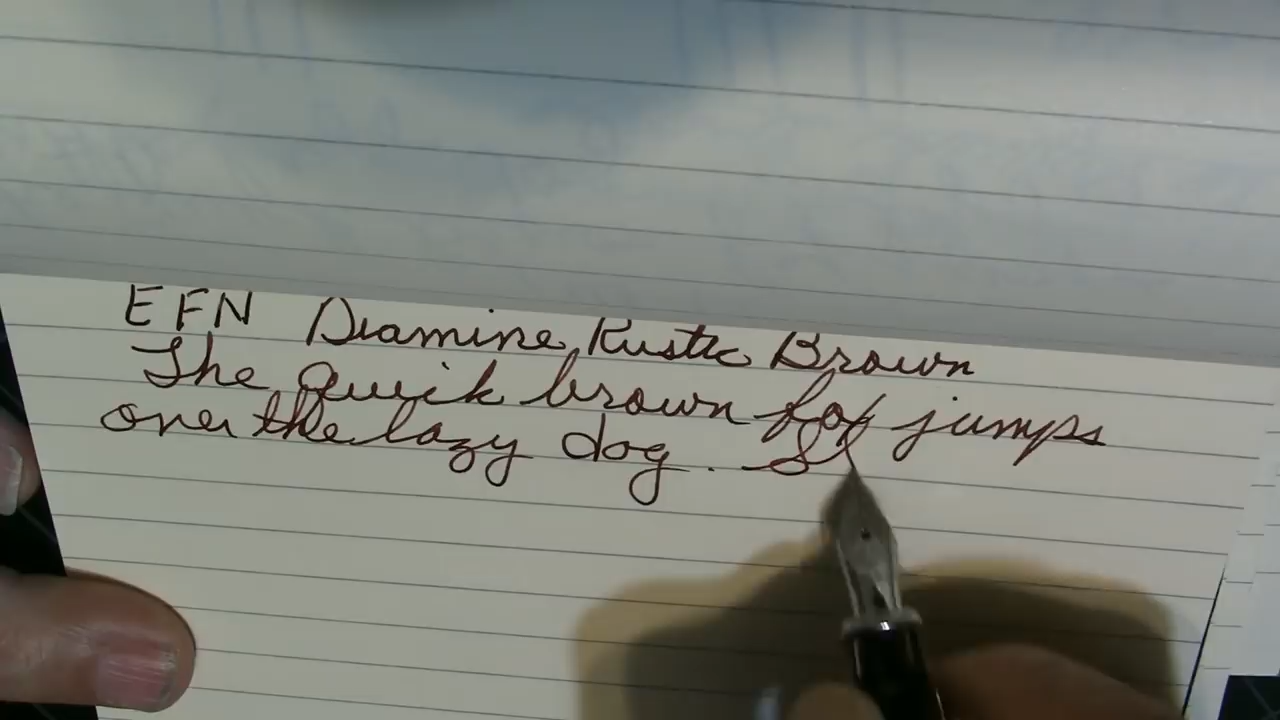 EFN Diamine Rustic Brown
The quick brown fox jumps
over the lazy dog.